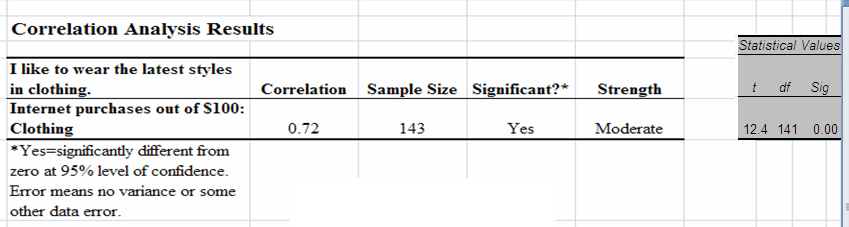 Correlation Analysis Results
Statistical Values
I like to wear the latest styles
in clothing. Correlation Sample Size Significant?* Strength t df Sig
Internet purchases out of $100:
Clothing 0.72 143 Yes Moderate 12.4 141 0.00
*Yes=significantly different from
zero at 95% level of confidence.
Error means no variance or some
other data error.